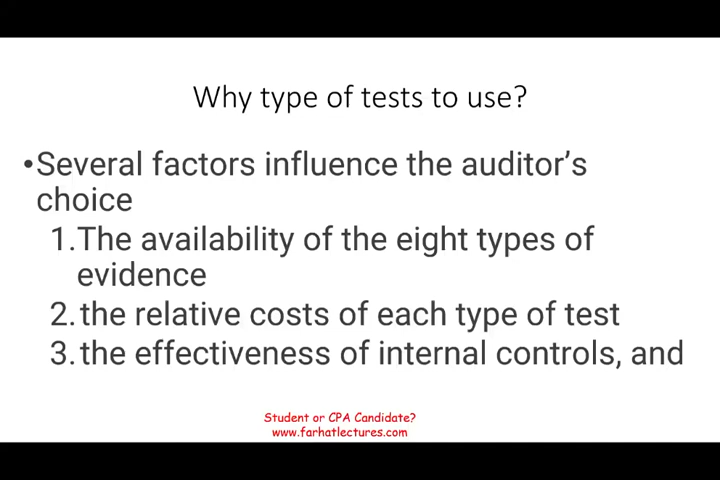 Why type of tests to use?
•Several factors influence the auditor's
choice
1.The availability of the eight types of
evidence
2. the relative costs of each type of test
3. the effectiveness of internal controls, and
Student or CPA Candidate?
www.farhatlectures.com